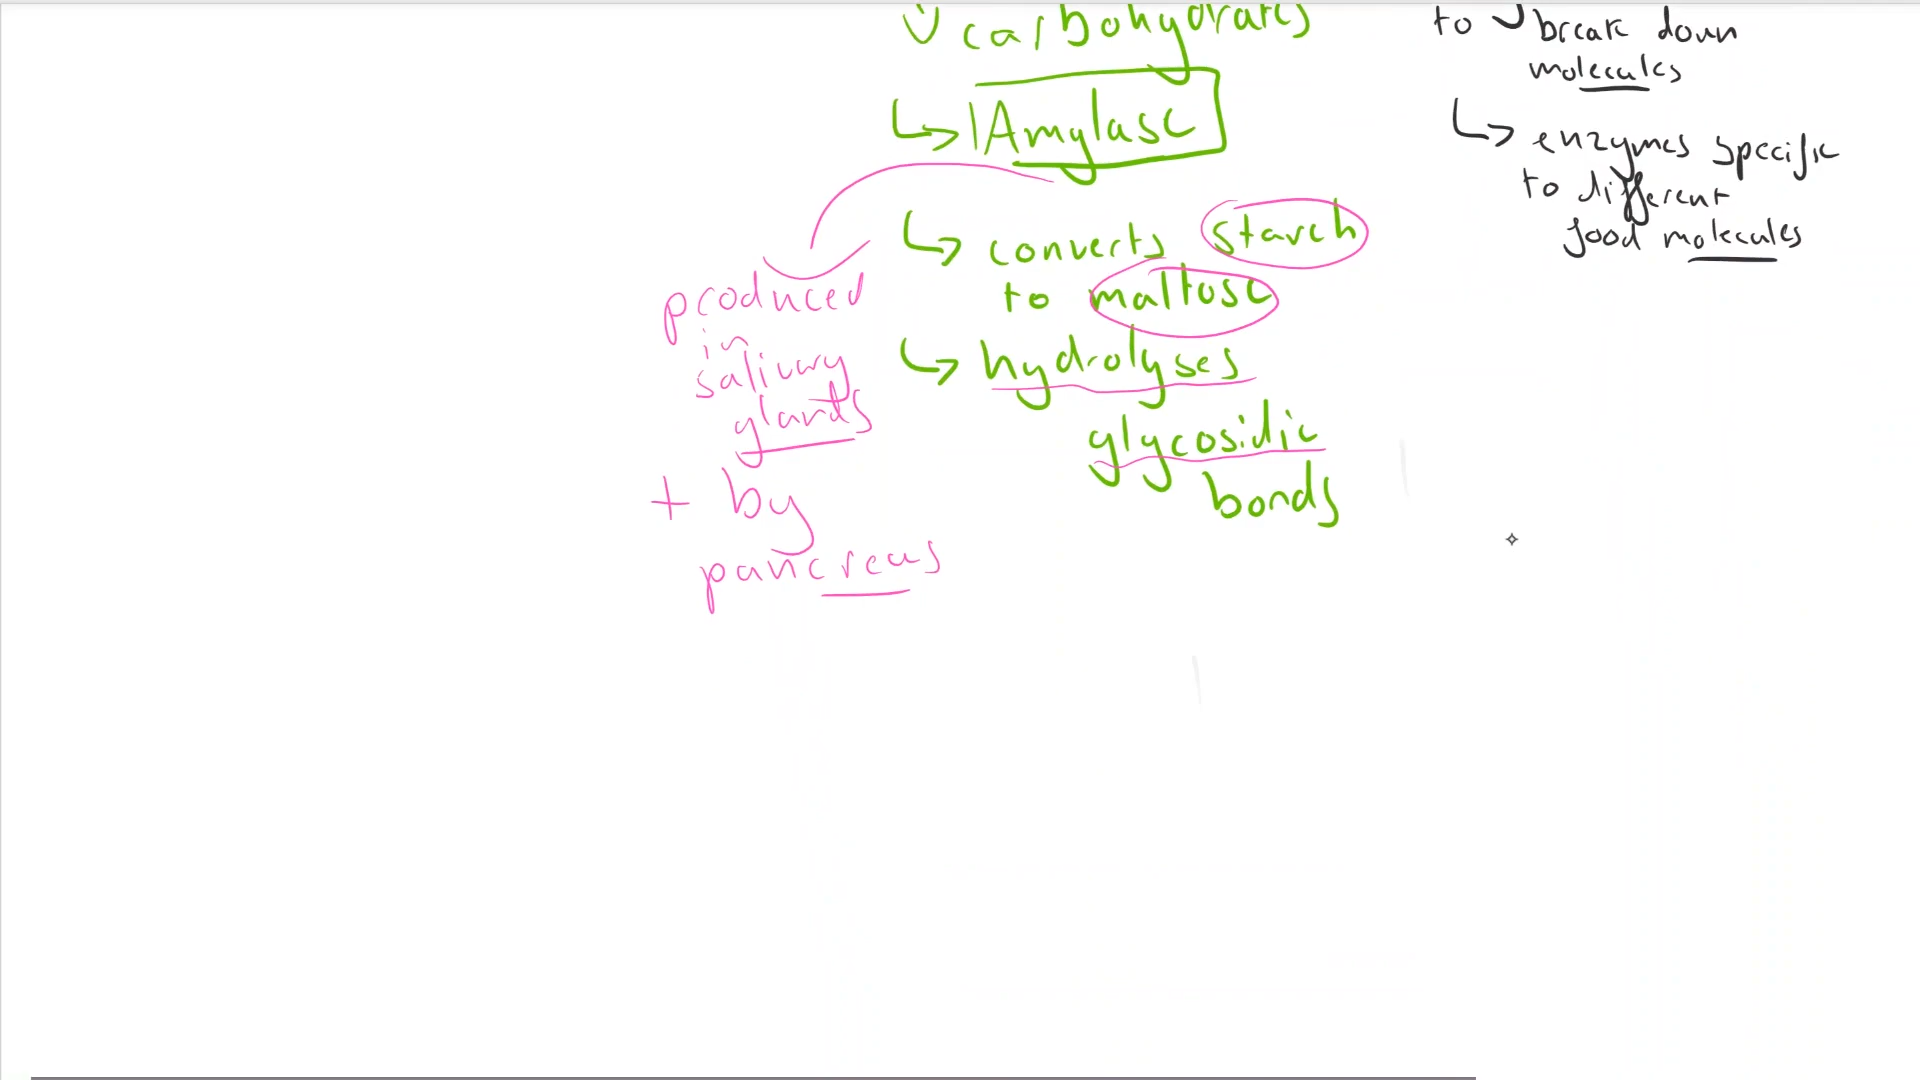 carbohydrates
Amylase
converts starch
to maltose
hydrolyses
glycosidic
bonds
produced
in
salivary
glands
+ by
pancreas
to break down
molecules
enzymes specific
to different
food molecules